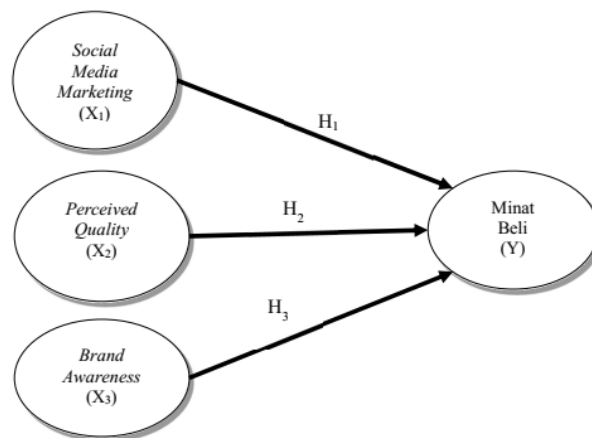 Social
Media
Marketing
(X₁)
H₁
Perceived
Quality
(X₂)
H₂
Minat
Beli
(Y)
H₃
Brand
Awareness
(X₃)